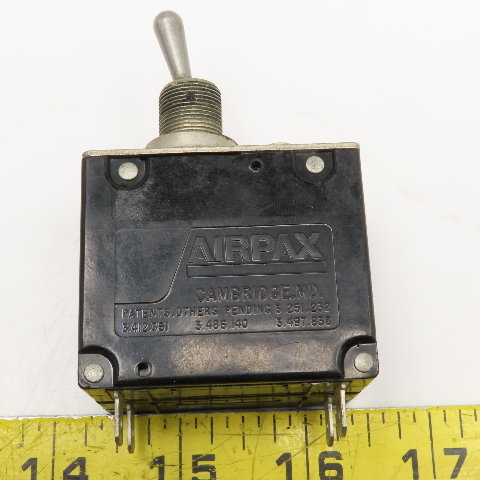 AIRPAX
CAMBRIDGE, MD.
PATENTS, OTHERS PENDING 3,251,232
3,412,351 3,486,140 3,497,838
14 15 16 17